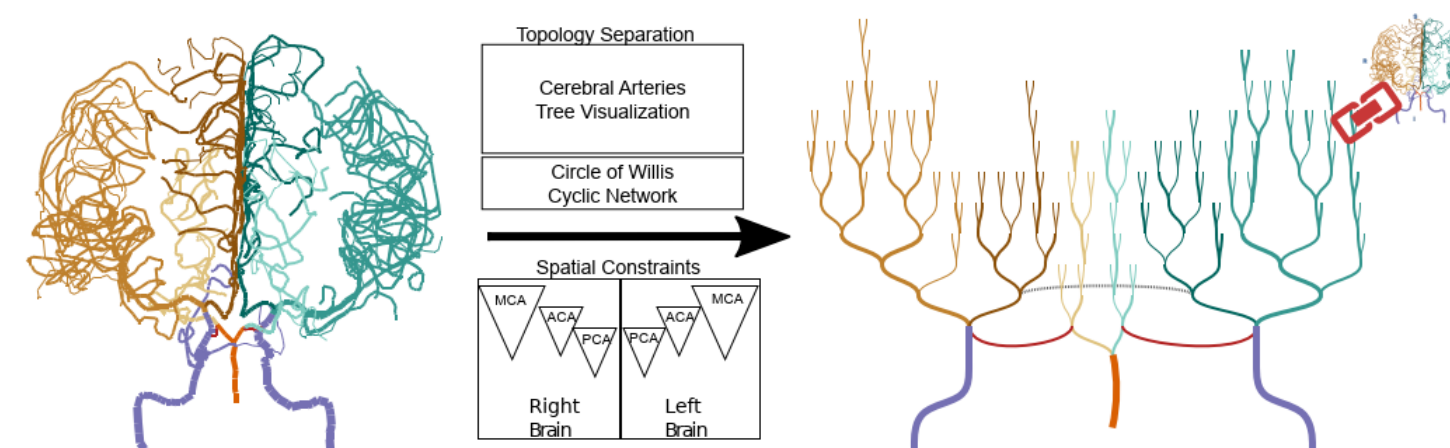 Topology Separation
Cerebral Arteries
Tree Visualization
Circle of Willis
Cyclic Network
Spatial Constraints
MCA
ACA
PCA
PCA
ACA
MCA
Right
Brain
Left
Brain